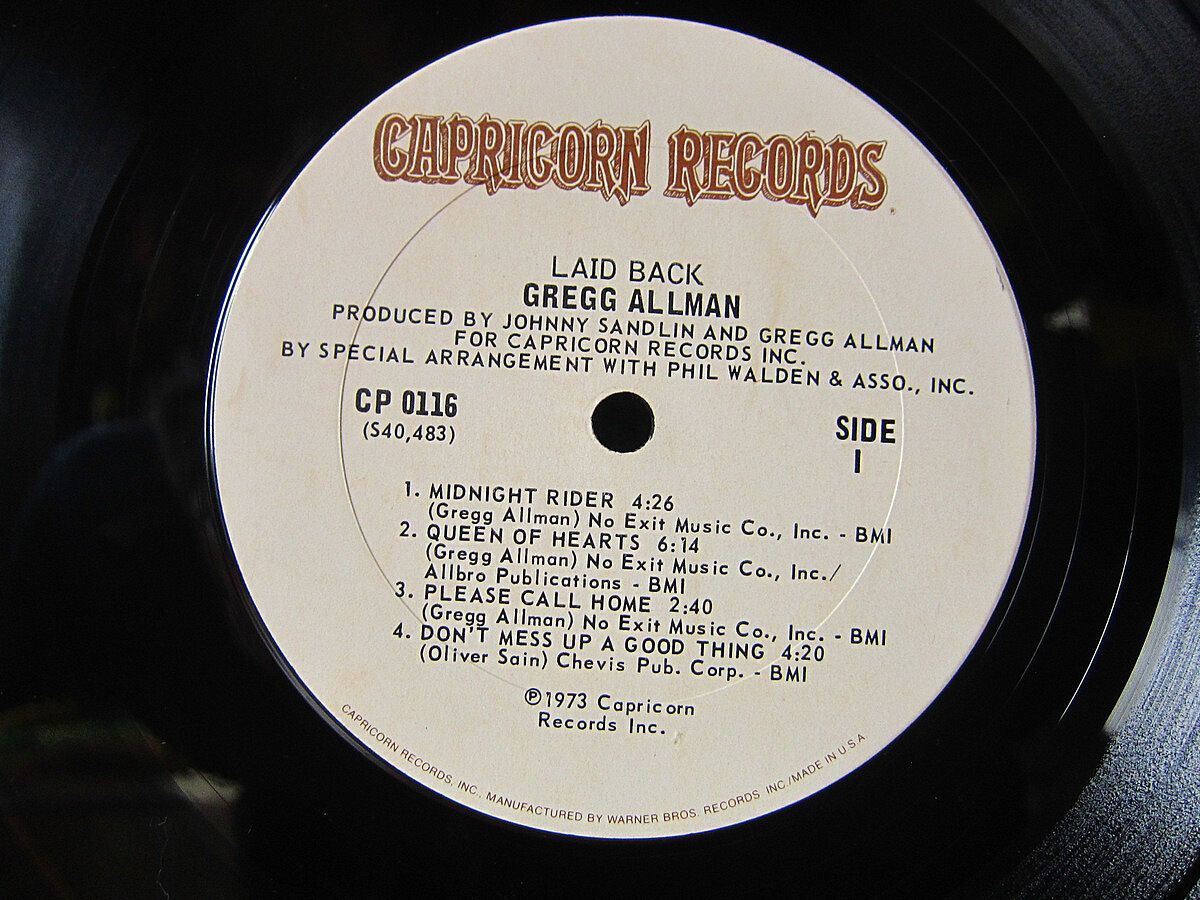 CAPRICORN RECORDS
LAID BACK
GREGG ALLMAN
PRODUCED BY JOHNNY SANDLIN AND GREGG ALLMAN
FOR CAPRICORN RECORDS INC.
BY SPECIAL ARRANGEMENT WITH PHIL WALDEN & ASSO., INC.
CP 0116
(S40,483)
SIDE
I
1. MIDNIGHT RIDER 4:26
(Gregg Allman) No Exit Music Co., Inc. - BMI
2. QUEEN OF HEARTS 6:14
(Gregg Allman) No Exit Music Co., Inc./
Allbro Publications - BMI
3. PLEASE CALL HOME 2:40
(Gregg Allman) No Exit Music Co., Inc. - BMI
4. DON'T MESS UP A GOOD THING 4:20
(Oliver Sain) Chevis Pub. Corp. - BMI
℗1973 Capricorn
Records Inc.
CAPRICORN RECORDS, INC., MANUFACTURED BY WARNER BROS. RECORDS INC./MADE IN U.S.A